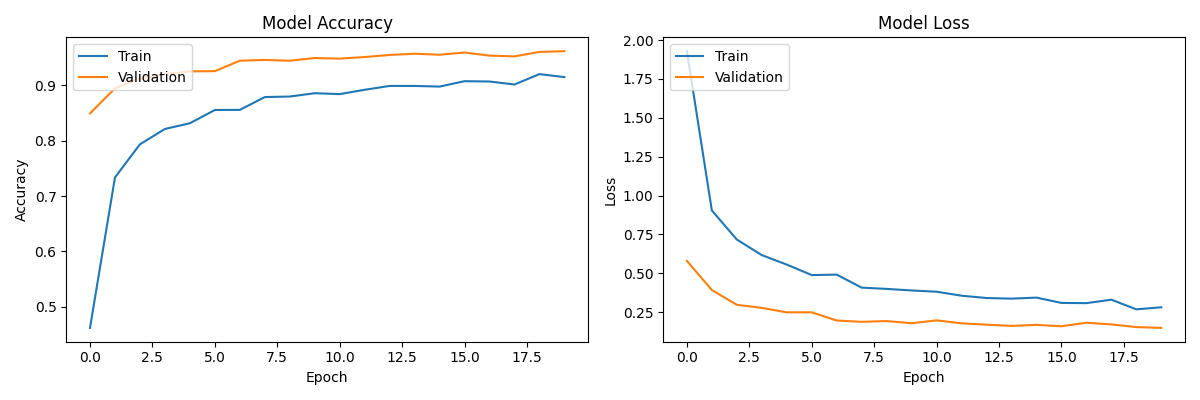 Model Accuracy
Train
Validation
0.9
0.8
0.7
0.6
0.5
Accuracy
0.0 2.5 5.0 7.5 10.0 12.5 15.0 17.5
Epoch
Model Loss
Train
Validation
2.00
1.75
1.50
1.25
1.00
0.75
0.50
0.25
Loss
0.0 2.5 5.0 7.5 10.0 12.5 15.0 17.5
Epoch